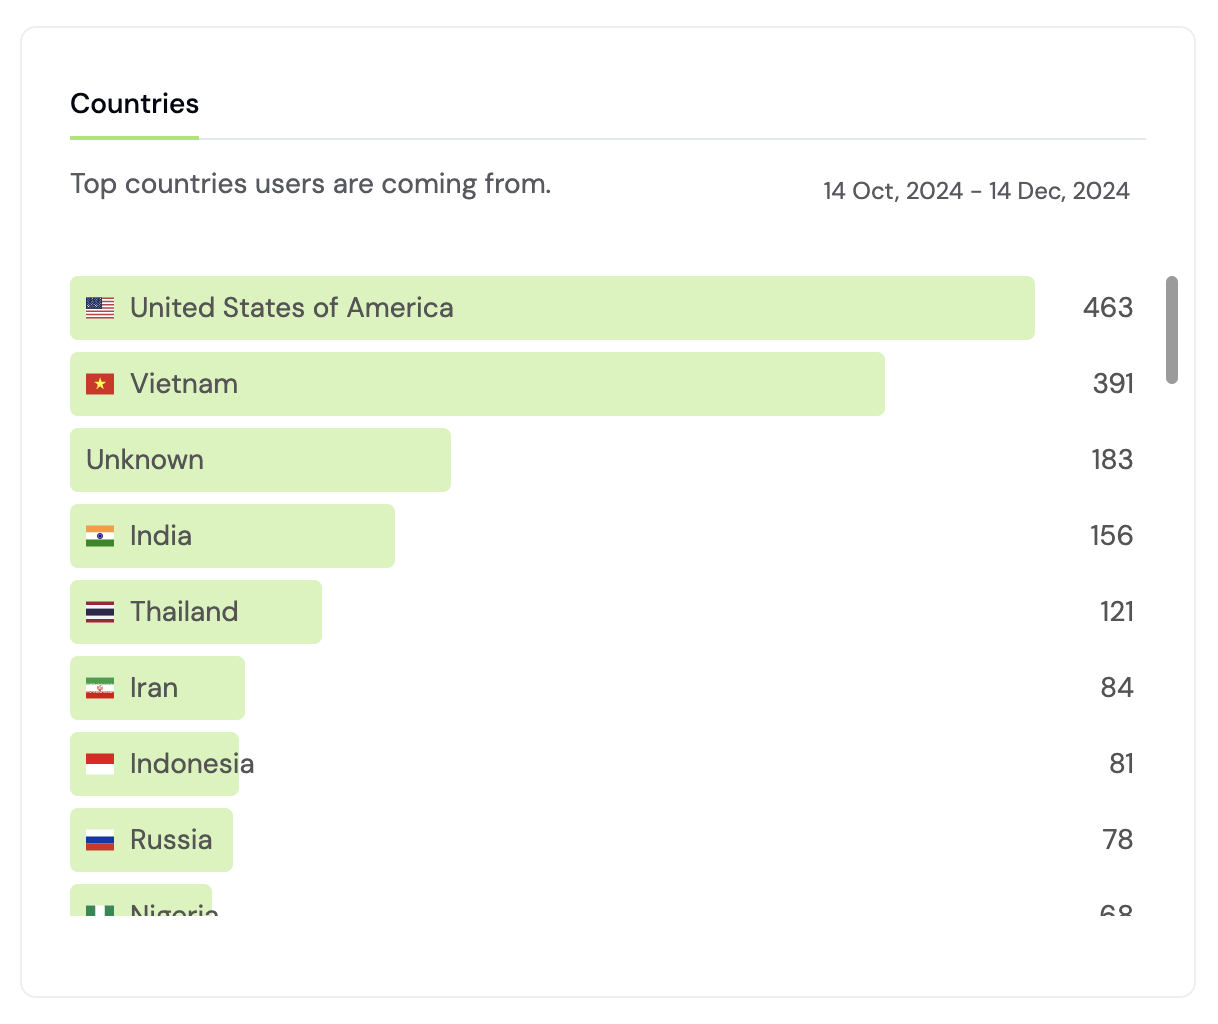 Countries
Top countries users are coming from.
14 Oct, 2024 - 14 Dec, 2024
United States of America 463
Vietnam 391
Unknown 183
India 156
Thailand 121
Iran 84
Indonesia 81
Russia 78
Nigeria 68